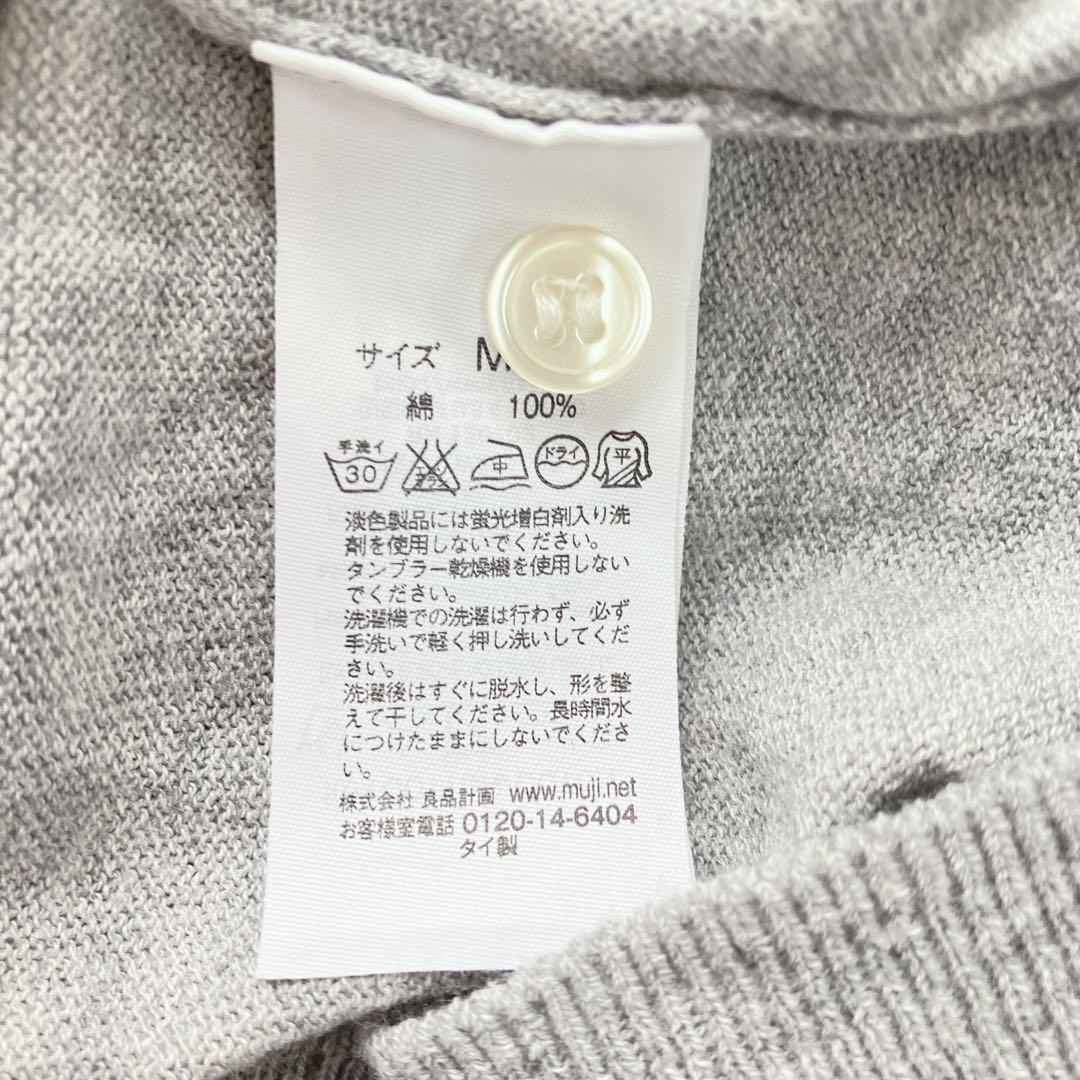 サイズ M
綿 100%
手洗イ ドライ
30 中 平
淡色製品には蛍光増白剤入り洗
剤を使用しないでください。
タンブラー乾燥機を使用しない
でください。
洗濯機での洗濯は行わず、必ず
手洗いで軽く押し洗いしてくだ
さい。
洗濯後はすぐに脱水し、形を整
えて干してください。長時間水
につけたままにしないでくださ
い。
株式会社 良品計画 www.muji.net
お客様室電話 0120-14-6404
タイ製